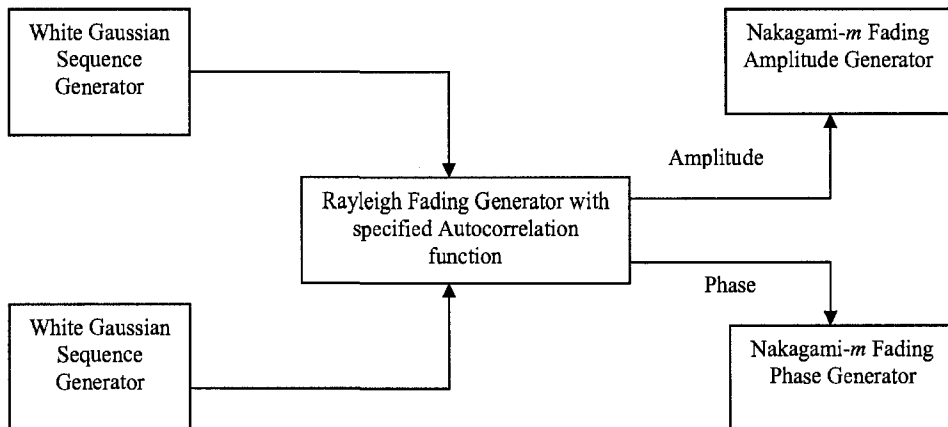 White Gaussian
Sequence
Generator
Nakagami-m Fading
Amplitude Generator
Amplitude
Rayleigh Fading Generator with
specified Autocorrelation
function
Phase
White Gaussian
Sequence
Generator
Nakagami-m Fading
Phase Generator